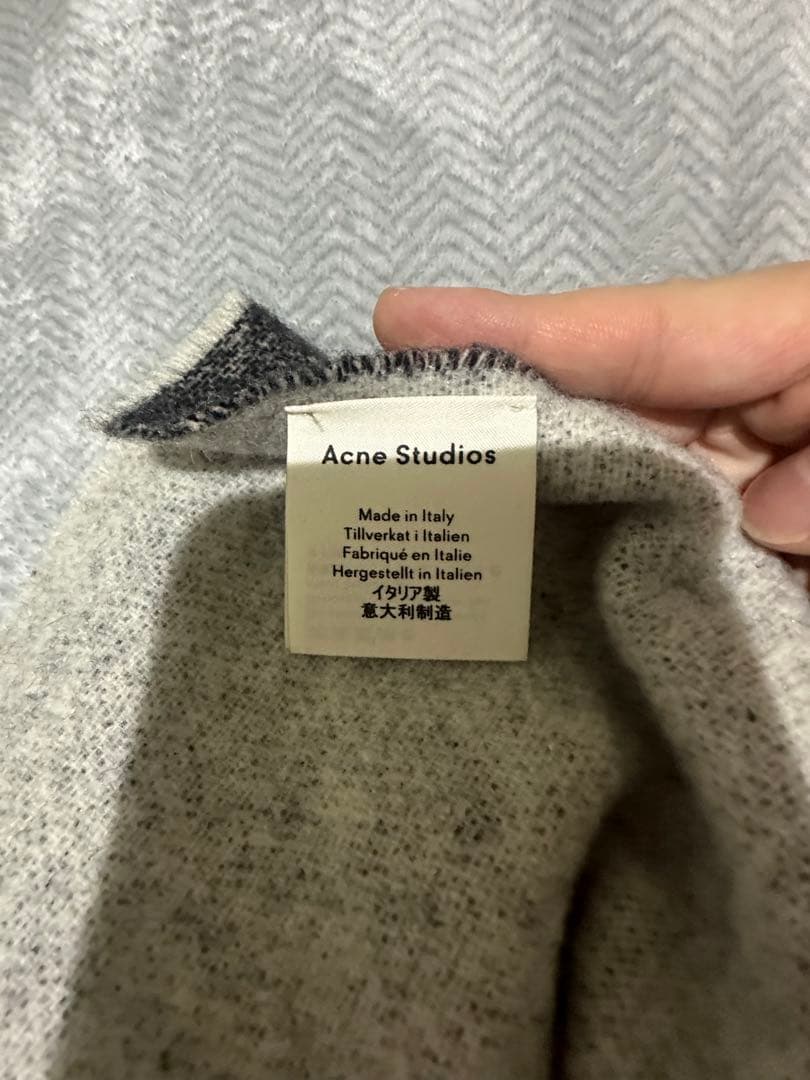 Acne Studios
Made in Italy
Tillverkat i Italien
Fabriqué en Italie
Hergestellt in Italien
イタリア製
意大利制造